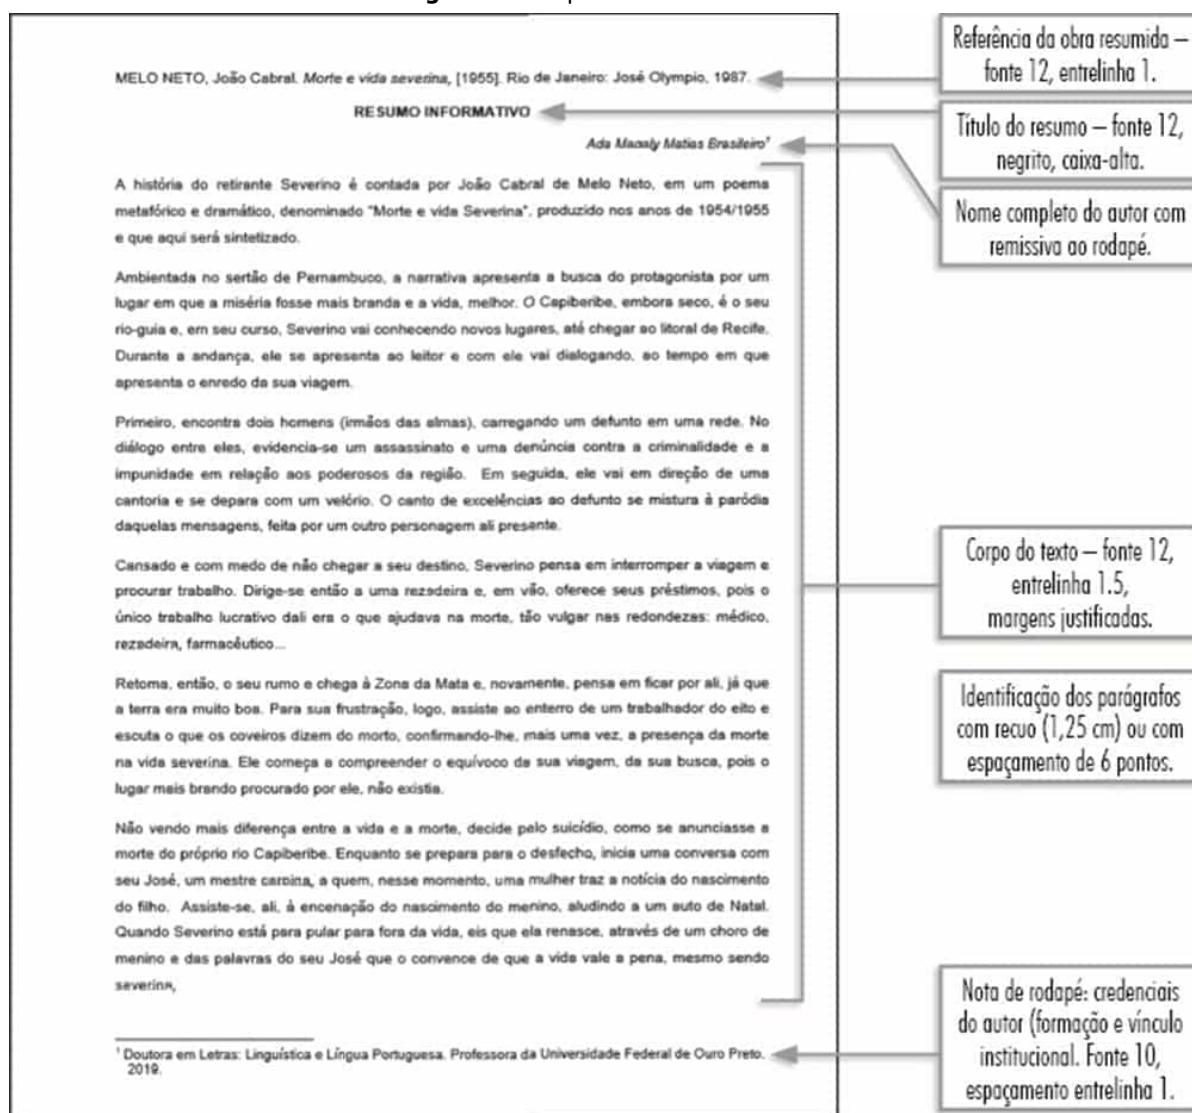 MELO NETO, João Cabral. Morte e vida severina, [1955]. Rio de Janeiro: José Olympio, 1987.
RESUMO INFORMATIVO
Ada Magaly Matias Brasileiro¹
A história do retirante Severino é contada por João Cabral de Melo Neto, em um poema
metafórico e dramático, denominado "Morte e vida Severina", produzido nos anos de 1954/1955
e que aqui será sintetizado.
Ambientada no sertão de Pernambuco, a narrativa apresenta a busca do protagonista por um
lugar em que a miséria fosse mais branda e a vida, melhor. O Capiberibe, embora seco, é o seu
rio-guia e, em seu curso, Severino vai conhecendo novos lugares, até chegar ao litoral de Recife.
Durante a andança, ele se apresenta ao leitor e com ele vai dialogando, ao tempo em que
apresenta o enredo da sua viagem.
Primeiro, encontra dois homens (irmãos das almas), carregando um defunto em uma rede. No
diálogo entre eles, evidencia-se um assassinato e uma denúncia contra a criminalidade e a
impunidade em relação aos poderosos da região. Em seguida, ele vai em direção de uma
cantoria e se depara com um velório. O canto de excelências ao defunto se mistura à paródia
daquelas mensagens, feita por um outro personagem ali presente.
Cansado e com medo de não chegar a seu destino, Severino pensa em interromper a viagem e
procurar trabalho. Dirige-se então a uma rezadeira e, em vão, oferece seus préstimos, pois o
único trabalho lucrativo dali era o que ajudava na morte, tão vulgar nas redondezas: médico,
rezadeira, farmacêutico...
Retoma, então, o seu rumo e chega à Zona da Mata e, novamente, pensa em ficar por ali, já que
a terra era muito boa. Para sua frustração, logo, assiste ao enterro de um trabalhador do eito e
escuta o que os coveiros dizem do morto, confirmando-lhe, mais uma vez, a presença da morte
na vida severina. Ele começa a compreender o equívoco da sua viagem, da sua busca, pois o
lugar mais brando procurado por ele, não existia.
Não vendo mais diferença entre a vida e a morte, decide pelo suicídio, como se anunciasse a
morte do próprio rio Capiberibe. Enquanto se prepara para o desfecho, inicia uma conversa com
seu José, um mestre carpina, a quem, nesse momento, uma mulher traz a notícia do nascimento
do filho. Assiste-se, ali, à encenação do nascimento do menino, aludindo a um auto de Natal.
Quando Severino está para pular para fora da vida, eis que ela renasce, através de um choro de
menino e das palavras do seu José que o convence de que a vida vale a pena, mesmo sendo
severina,
¹ Doutora em Letras: Linguística e Língua Portuguesa. Professora da Universidade Federal de Ouro Preto.
2019.
Referência da obra resumida –
fonte 12, entrelinha 1.
Título do resumo – fonte 12,
negrito, caixa-alta.
Nome completo do autor com
remissiva ao rodapé.
Corpo do texto – fonte 12,
entrelinha 1.5,
margens justificadas.
Identificação dos parágrafos
com recuo (1,25 cm) ou com
espaçamento de 6 pontos.
Nota de rodapé: credenciais
do autor (formação e vínculo
institucional. Fonte 10,
espaçamento entrelinha 1.